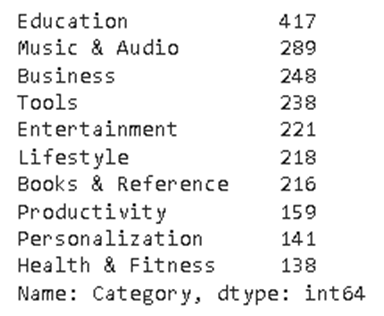 Education 417
Music & Audio 289
Business 248
Tools 238
Entertainment 221
Lifestyle 218
Books & Reference 216
Productivity 159
Personalization 141
Health & Fitness 138
Name: Category, dtype: int64